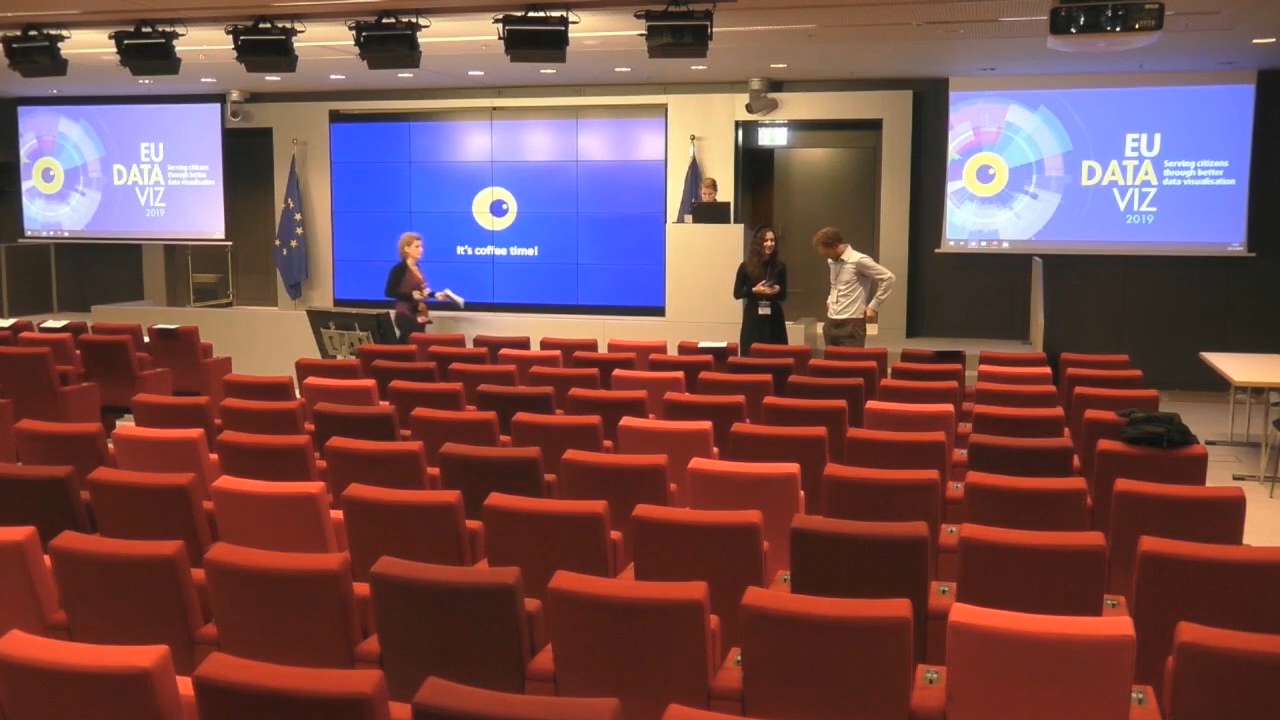 EU
DATA
VIZ
2019
Serving citizens
through better
data visualisation
It's coffee time!
EU
DATA
VIZ
2019
Serving citizens
through better
data visualisation